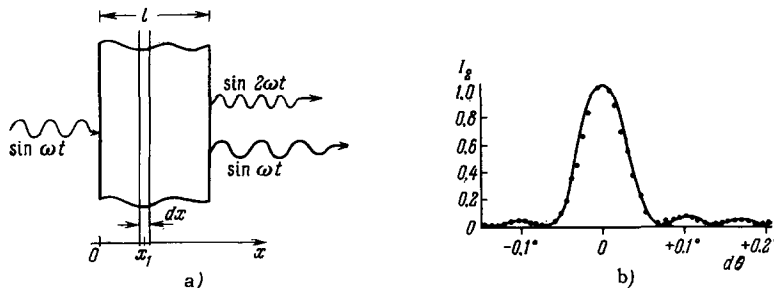 l
sin 2ωt
sin ωt
sin ωt
dx
0
x₁
x
a)
I₂
1.0
0.8
0.6
0.4
0.2
0
−0.1°
0
+0.1°
+0.2°
dθ
b)